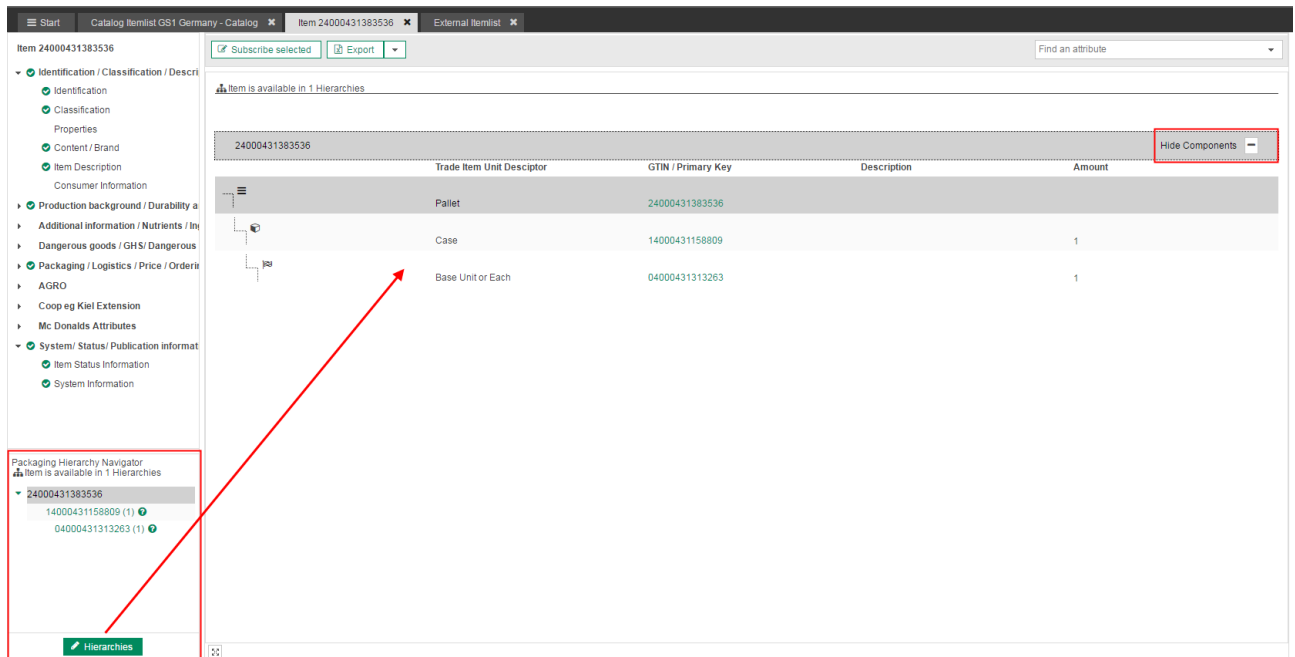 Start
Catalog Itemlist GS1 Germany - Catalog
Item 24000431383536
External Itemlist
Item 24000431383536
Subscribe selected
Export
Find an attribute
Identification / Classification / Descri
Identification
Classification
Properties
Content / Brand
Item Description
Consumer Information
Production background / Durability a
Additional information / Nutrients / Ing
Dangerous goods / GHS/ Dangerous
Packaging / Logistics / Price / Orderin
AGRO
Coop eg Kiel Extension
Mc Donalds Attributes
System/ Status/ Publication informat
Item Status Information
System Information
Packaging Hierarchy Navigator
Item is available in 1 Hierarchies
24000431383536
14000431158809 (1)
04000431313263 (1)
Hierarchies
Item is available in 1 Hierarchies
24000431383536 Hide Components
Trade Item Unit Desciptor GTIN / Primary Key Description Amount
Pallet 24000431383536
Case 14000431158809 1
Base Unit or Each 04000431313263 1